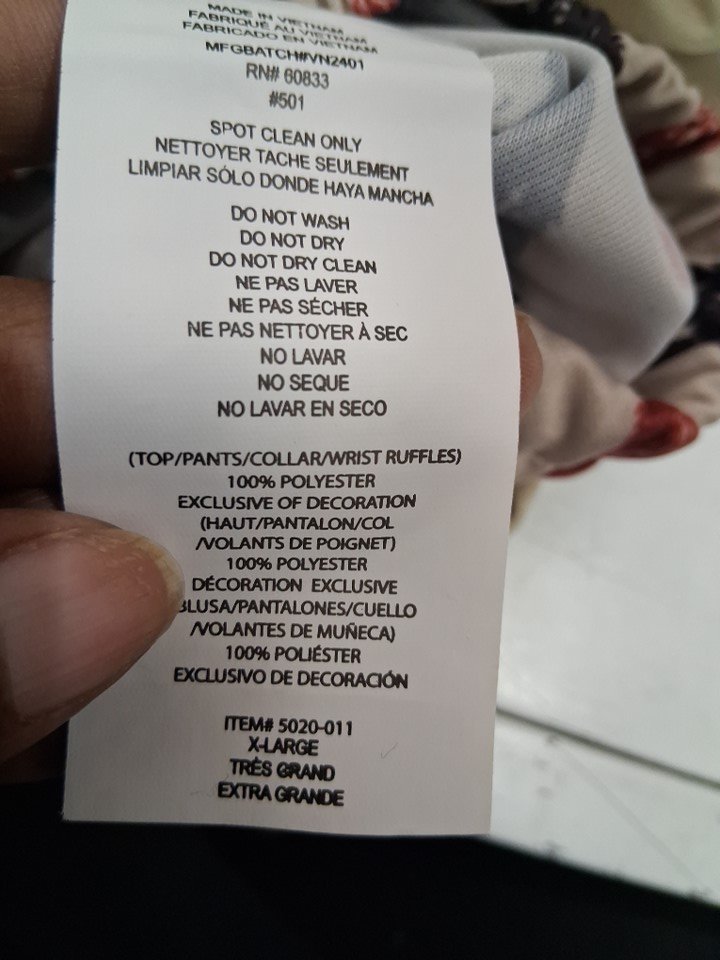 MADE IN VIETNAM
FABRIQUÉ AU VIETNAM
FABRICADO EN VIETNAM
MFGBATCH#VN2401
RN# 60833
#501
SPOT CLEAN ONLY
NETTOYER TACHE SEULEMENT
LIMPIAR SÓLO DONDE HAYA MANCHA
DO NOT WASH
DO NOT DRY
DO NOT DRY CLEAN
NE PAS LAVER
NE PAS SÉCHER
NE PAS NETTOYER À SEC
NO LAVAR
NO SEQUE
NO LAVAR EN SECO
(TOP/PANTS/COLLAR/WRIST RUFFLES)
100% POLYESTER
EXCLUSIVE OF DECORATION
(HAUT/PANTALON/COL
/VOLANTS DE POIGNET)
100% POLYESTER
DÉCORATION EXCLUSIVE
BLUSA/PANTALONES/CUELLO
/VOLANTES DE MUÑECA)
100% POLIÉSTER
EXCLUSIVO DE DECORACIÓN
ITEM# 5020-011
X-LARGE
TRÈS GRAND
EXTRA GRANDE